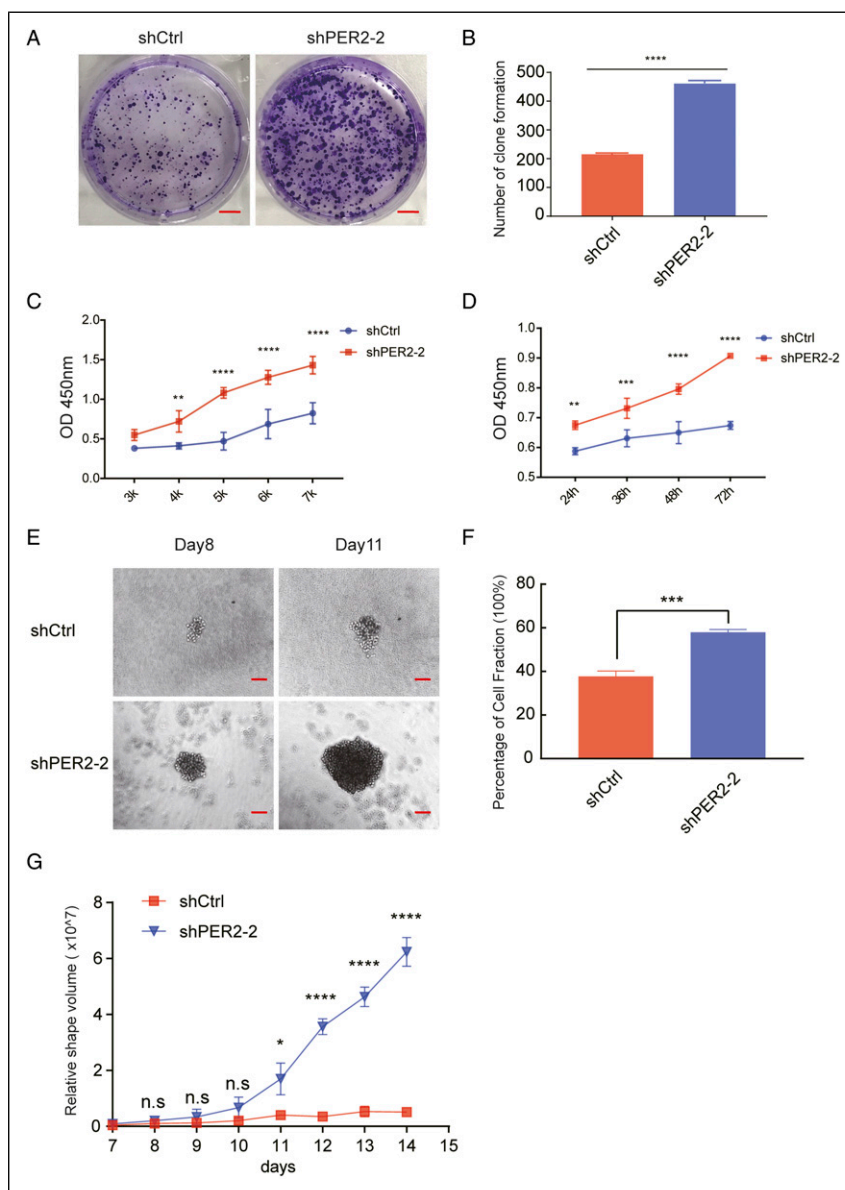 A
shCtrl
shPER2-2
B
****
Number of clone formation
500
400
300
200
100
0
shCtrl
shPER2-2
C
OD 450nm
2.0
1.5
1.0
0.5
0.0
**
****
****
****
shCtrl
shPER2-2
3k
4k
5k
6k
7k
D
OD 450nm
1.0
0.9
0.8
0.7
0.6
0.5
**
***
****
****
shCtrl
shPER2-2
24h
36h
48h
72h
E
Day8
Day11
shCtrl
shPER2-2
F
Percentage of Cell Fraction (100%)
80
60
40
20
0
***
shCtrl
shPER2-2
G
shCtrl
shPER2-2
Relative shape volume ( x10^7)
8
6
4
2
0
n.s
n.s
n.s
*
****
****
****
7
8
9
10
11
12
13
14
15
days